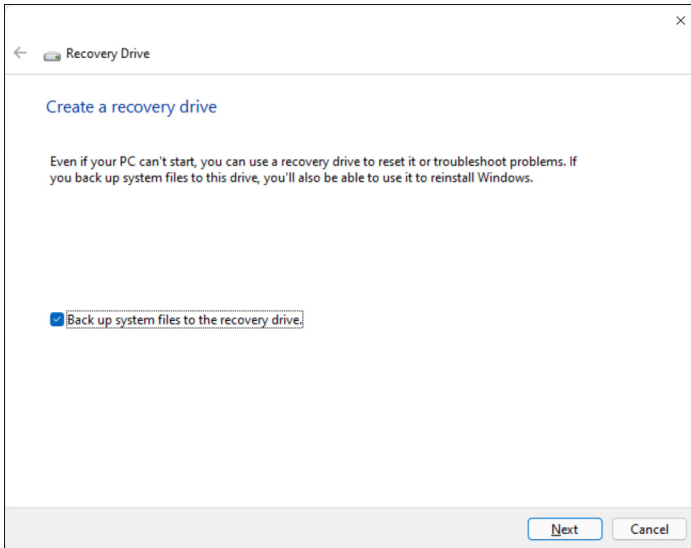 Recovery Drive
Create a recovery drive
Even if your PC can't start, you can use a recovery drive to reset it or troubleshoot problems. If
you back up system files to this drive, you'll also be able to use it to reinstall Windows.
Back up system files to the recovery drive.
Next
Cancel